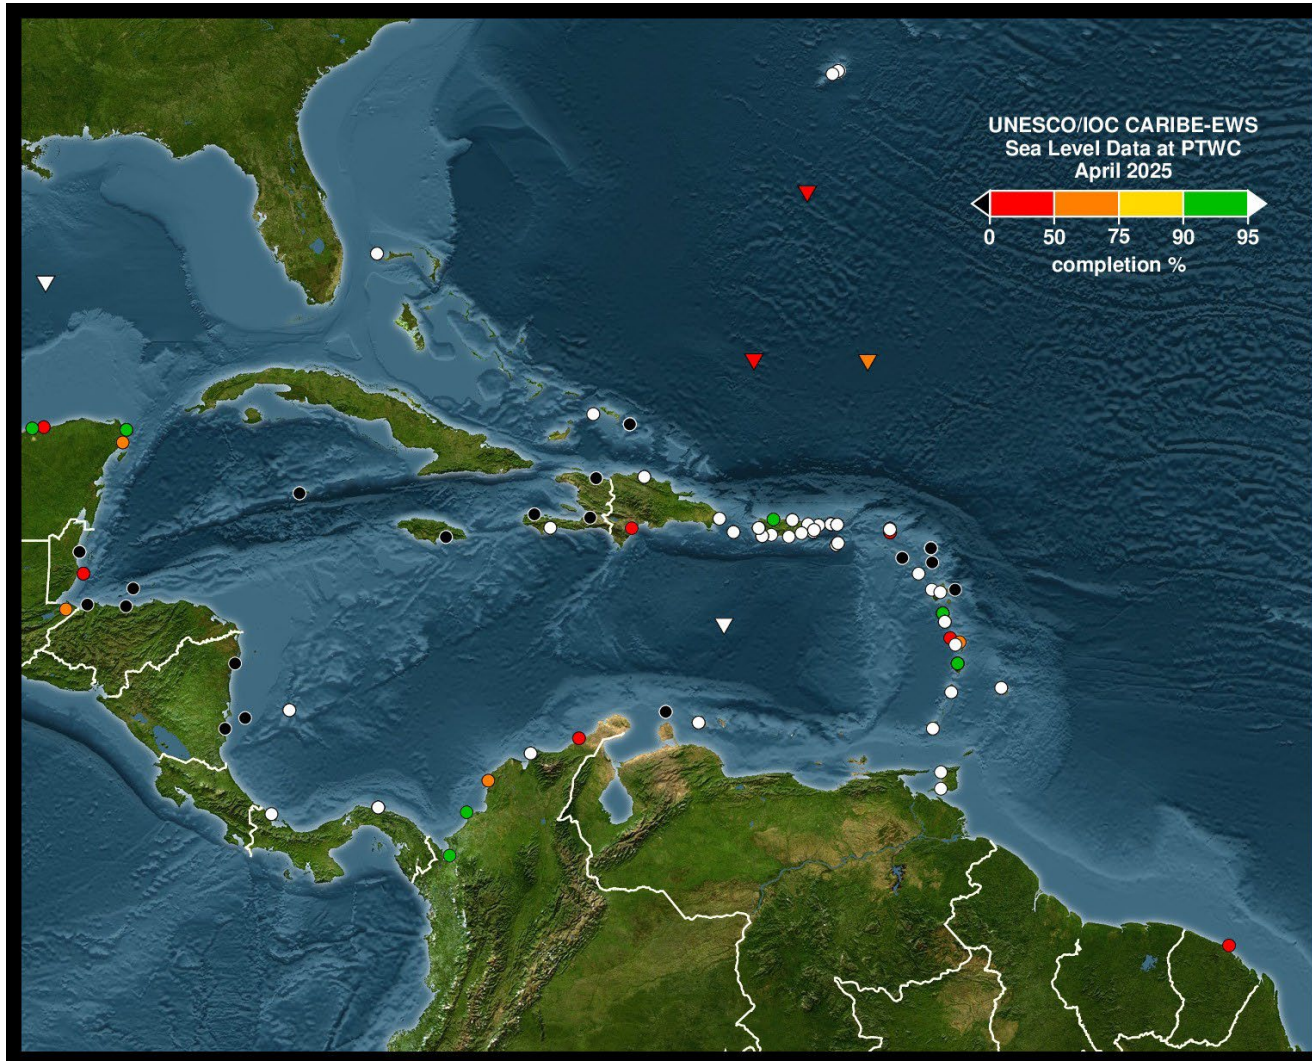 UNESCO/IOC CARIBE-EWS
Sea Level Data at PTWC
April 2025
0 50 75 90 95
completion %